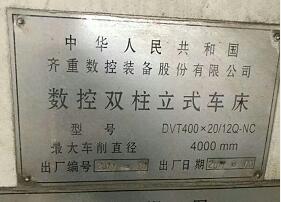 中华人民共和国
齐重数控装备股份有限公司
数控双柱立式车床
型号 DVT400×20/12Q-NC
最大车削直径 4000 mm
出厂编号 出厂日期